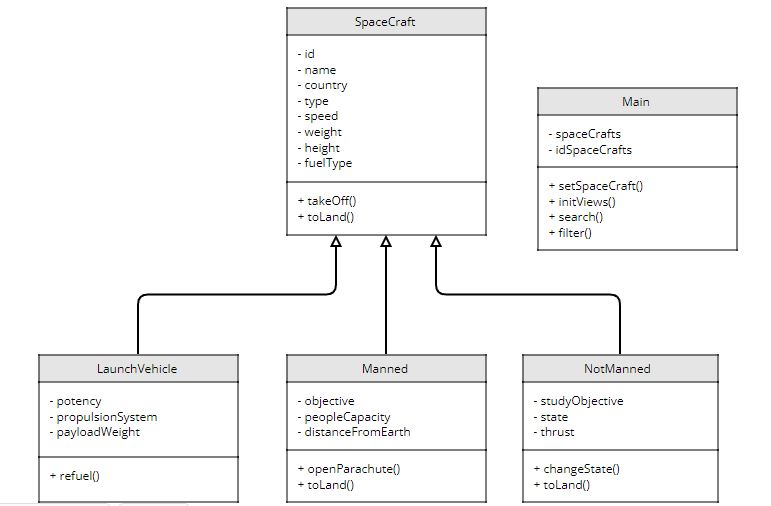 SpaceCraft
- id
- name
- country
- type
- speed
- weight
- height
- fuelType
+ takeOff()
+ toLand()
Main
- spaceCrafts
- idSpaceCrafts
+ setSpaceCraft()
+ initViews()
+ search()
+ filter()
LaunchVehicle
- potency
- propulsionSystem
- payloadWeight
+ refuel()
Manned
- objective
- peopleCapacity
- distanceFromEarth
+ openParachute()
+ toLand()
NotManned
- studyObjective
- state
- thrust
+ changeState()
+ toLand()